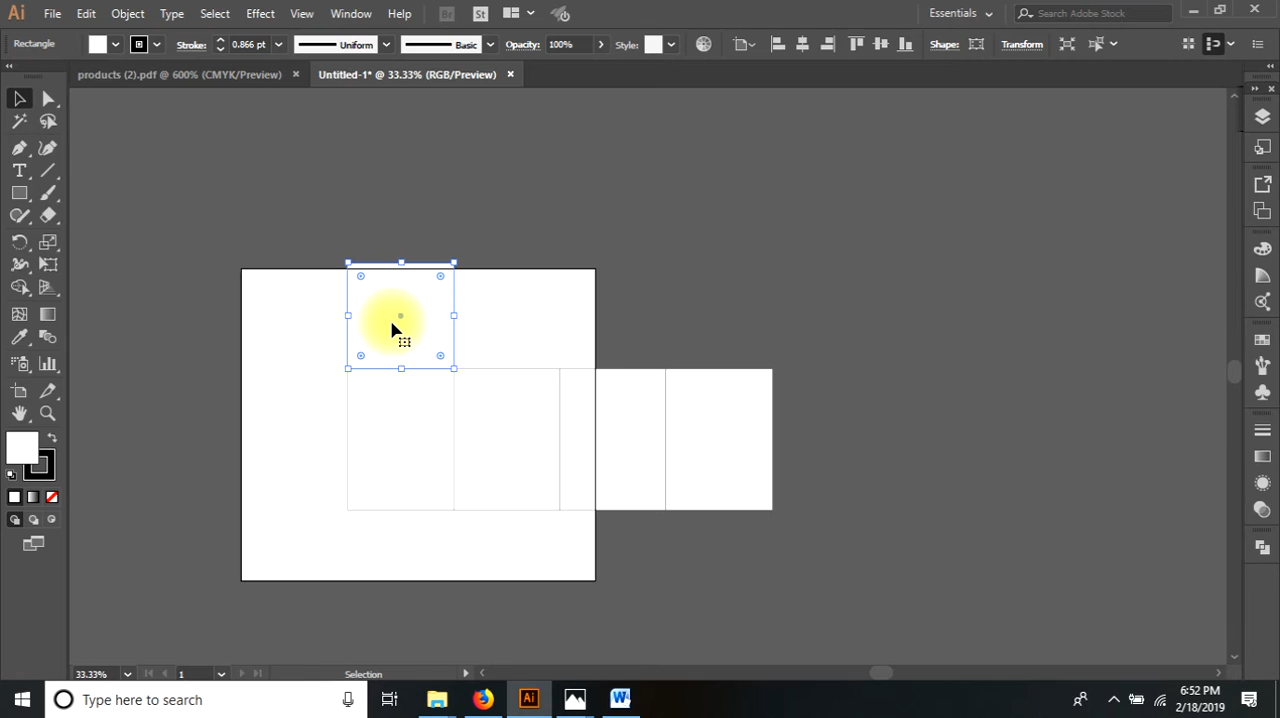 Ai File Edit Object Type Select Effect View Window Help Br St Essentials Search Adobe Stock
Rectangle Stroke: 0.866 pt Uniform Basic Opacity: 100% Style: Shape: Transform
products (2).pdf @ 600% (CMYK/Preview) Untitled-1* @ 33.33% (RGB/Preview)
T
33.33% 1 Selection
Type here to search Ai W 6:52 PM
2/18/2019